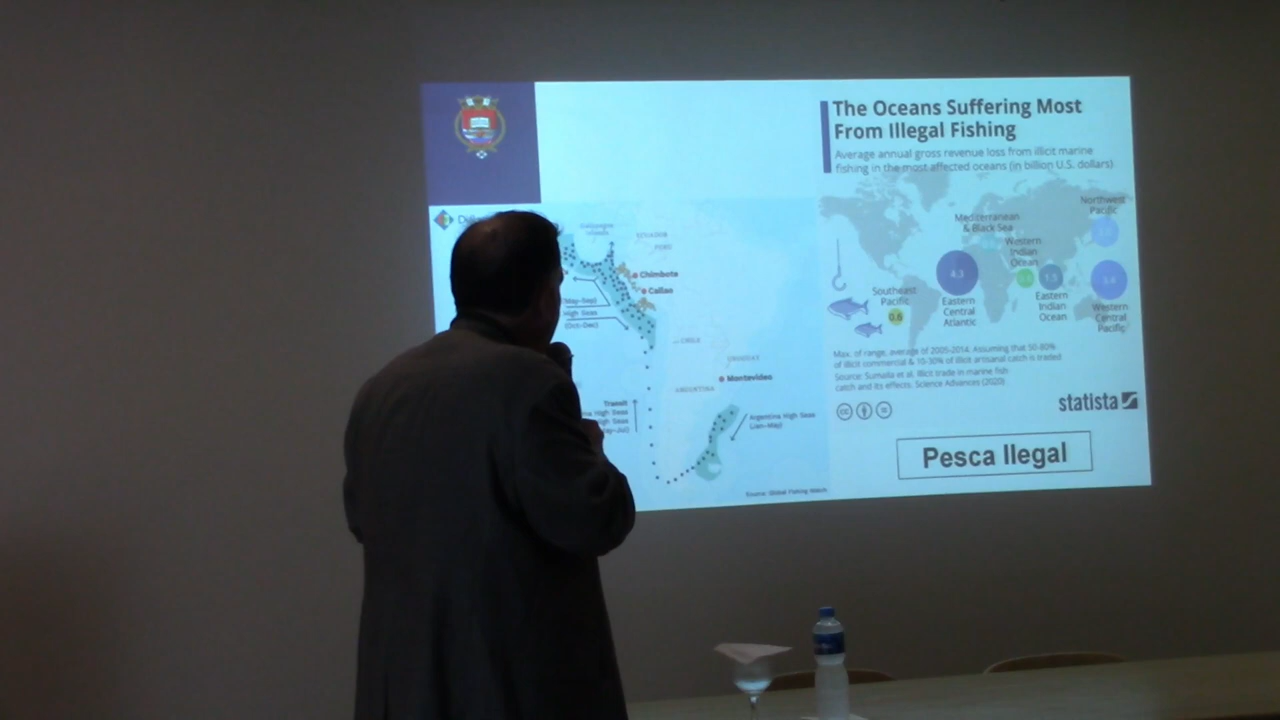 The Oceans Suffering Most
From Illegal Fishing
Average annual gross revenue loss from illicit marine
fishing in the most affected oceans (in billion U.S. dollars)
Northwest
Pacific
Mediterranean
& Black Sea
Western
Indian
Ocean
4.3
Southeast
Pacific
0.6
Eastern
Central
Atlantic
Eastern
Indian
Ocean
Western
Central
Pacific
Max. of range, average of 2005-2014. Assuming that 50-80%
of illicit commercial & 10-30% of illicit artisanal catch is traded
Source: Sumaila et al. Illicit trade in marine fish
catch and its effects, Science Advances (2020)
cc
statista
Pesca Ilegal
Galapagos
Islands
ECUADOR
PERU
Chimbote
Callao
(May-Sep)
High Seas
(Oct-Dec)
CHILE
URUGUAY
Montevideo
ARGENTINA
Transit
High Seas
High Seas
Argentina High Seas
(Jan-May)
Source: Global Fishing Watch